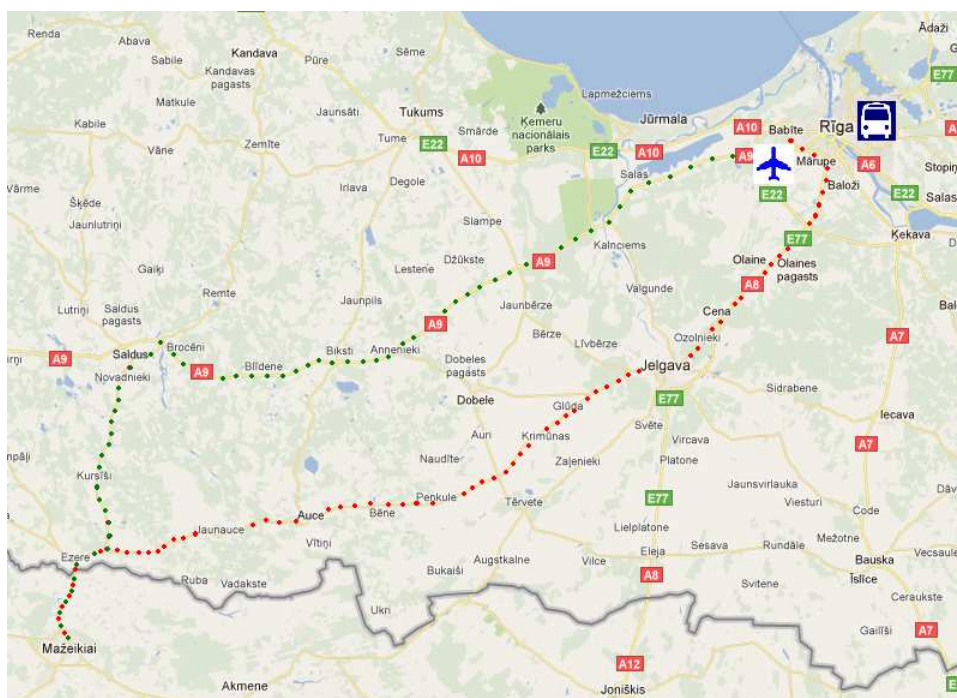 Renda
Abava
Sabile
Kandava
Kandavas
pagasts
Pūre
Sēme
Lapmežciems
Ādaži
E77
Matkule
Jaunsāti
Tukums
Ķemeru
nacionālais
parks
Jūrmala
A10
Babīte
Rīga
Kabile
Vāne
Zemīte
Tume
E22
Smārde
A10
E22
A10
A9
Mārupe
A6
Stopiņ
Vārme
Šķēde
Irlava
Degole
Salas
E22
Baloži
E22
Salas
Jaunlutriņi
Slampe
Kalnciems
E77
Ķekava
Gaiķi
Lestene
Džūkste
A9
Olaine
Olaines
pagasts
Remte
Jaunpils
Valgunde
A8
Lutriņi
Saldus
pagasts
Jaunbērze
Cena
A9
Bērze
Līvbērze
Ozolnieki
A7
A9
Saldus
Brocēni
Biksti
Annenieki
Dobeles
pagasts
Jelgava
Novadnieki
A9
Blīdene
Dobele
Glūda
E77
Sidrabene
Iecava
Auri
Krimūnas
Svēte
Vircava
A7
Kursīši
Naudīte
Zaļenieki
Platone
Jaunsvirlauka
Penkule
Tērvete
E77
Viesturi
Code
Jaunauce
Auce
Bēne
Lielplatone
Mežotne
Ezere
Vītiņi
Bukaiši
Augstkalne
Vilce
Eleja
Sesava
Rundāle
Bauska
Vecsaule
Ruba
Vadakste
A8
Svitene
Īslīce
Ceraukste
Ukri
Gailīši
A7
Mažeikiai
Akmene
A12
Joniškis